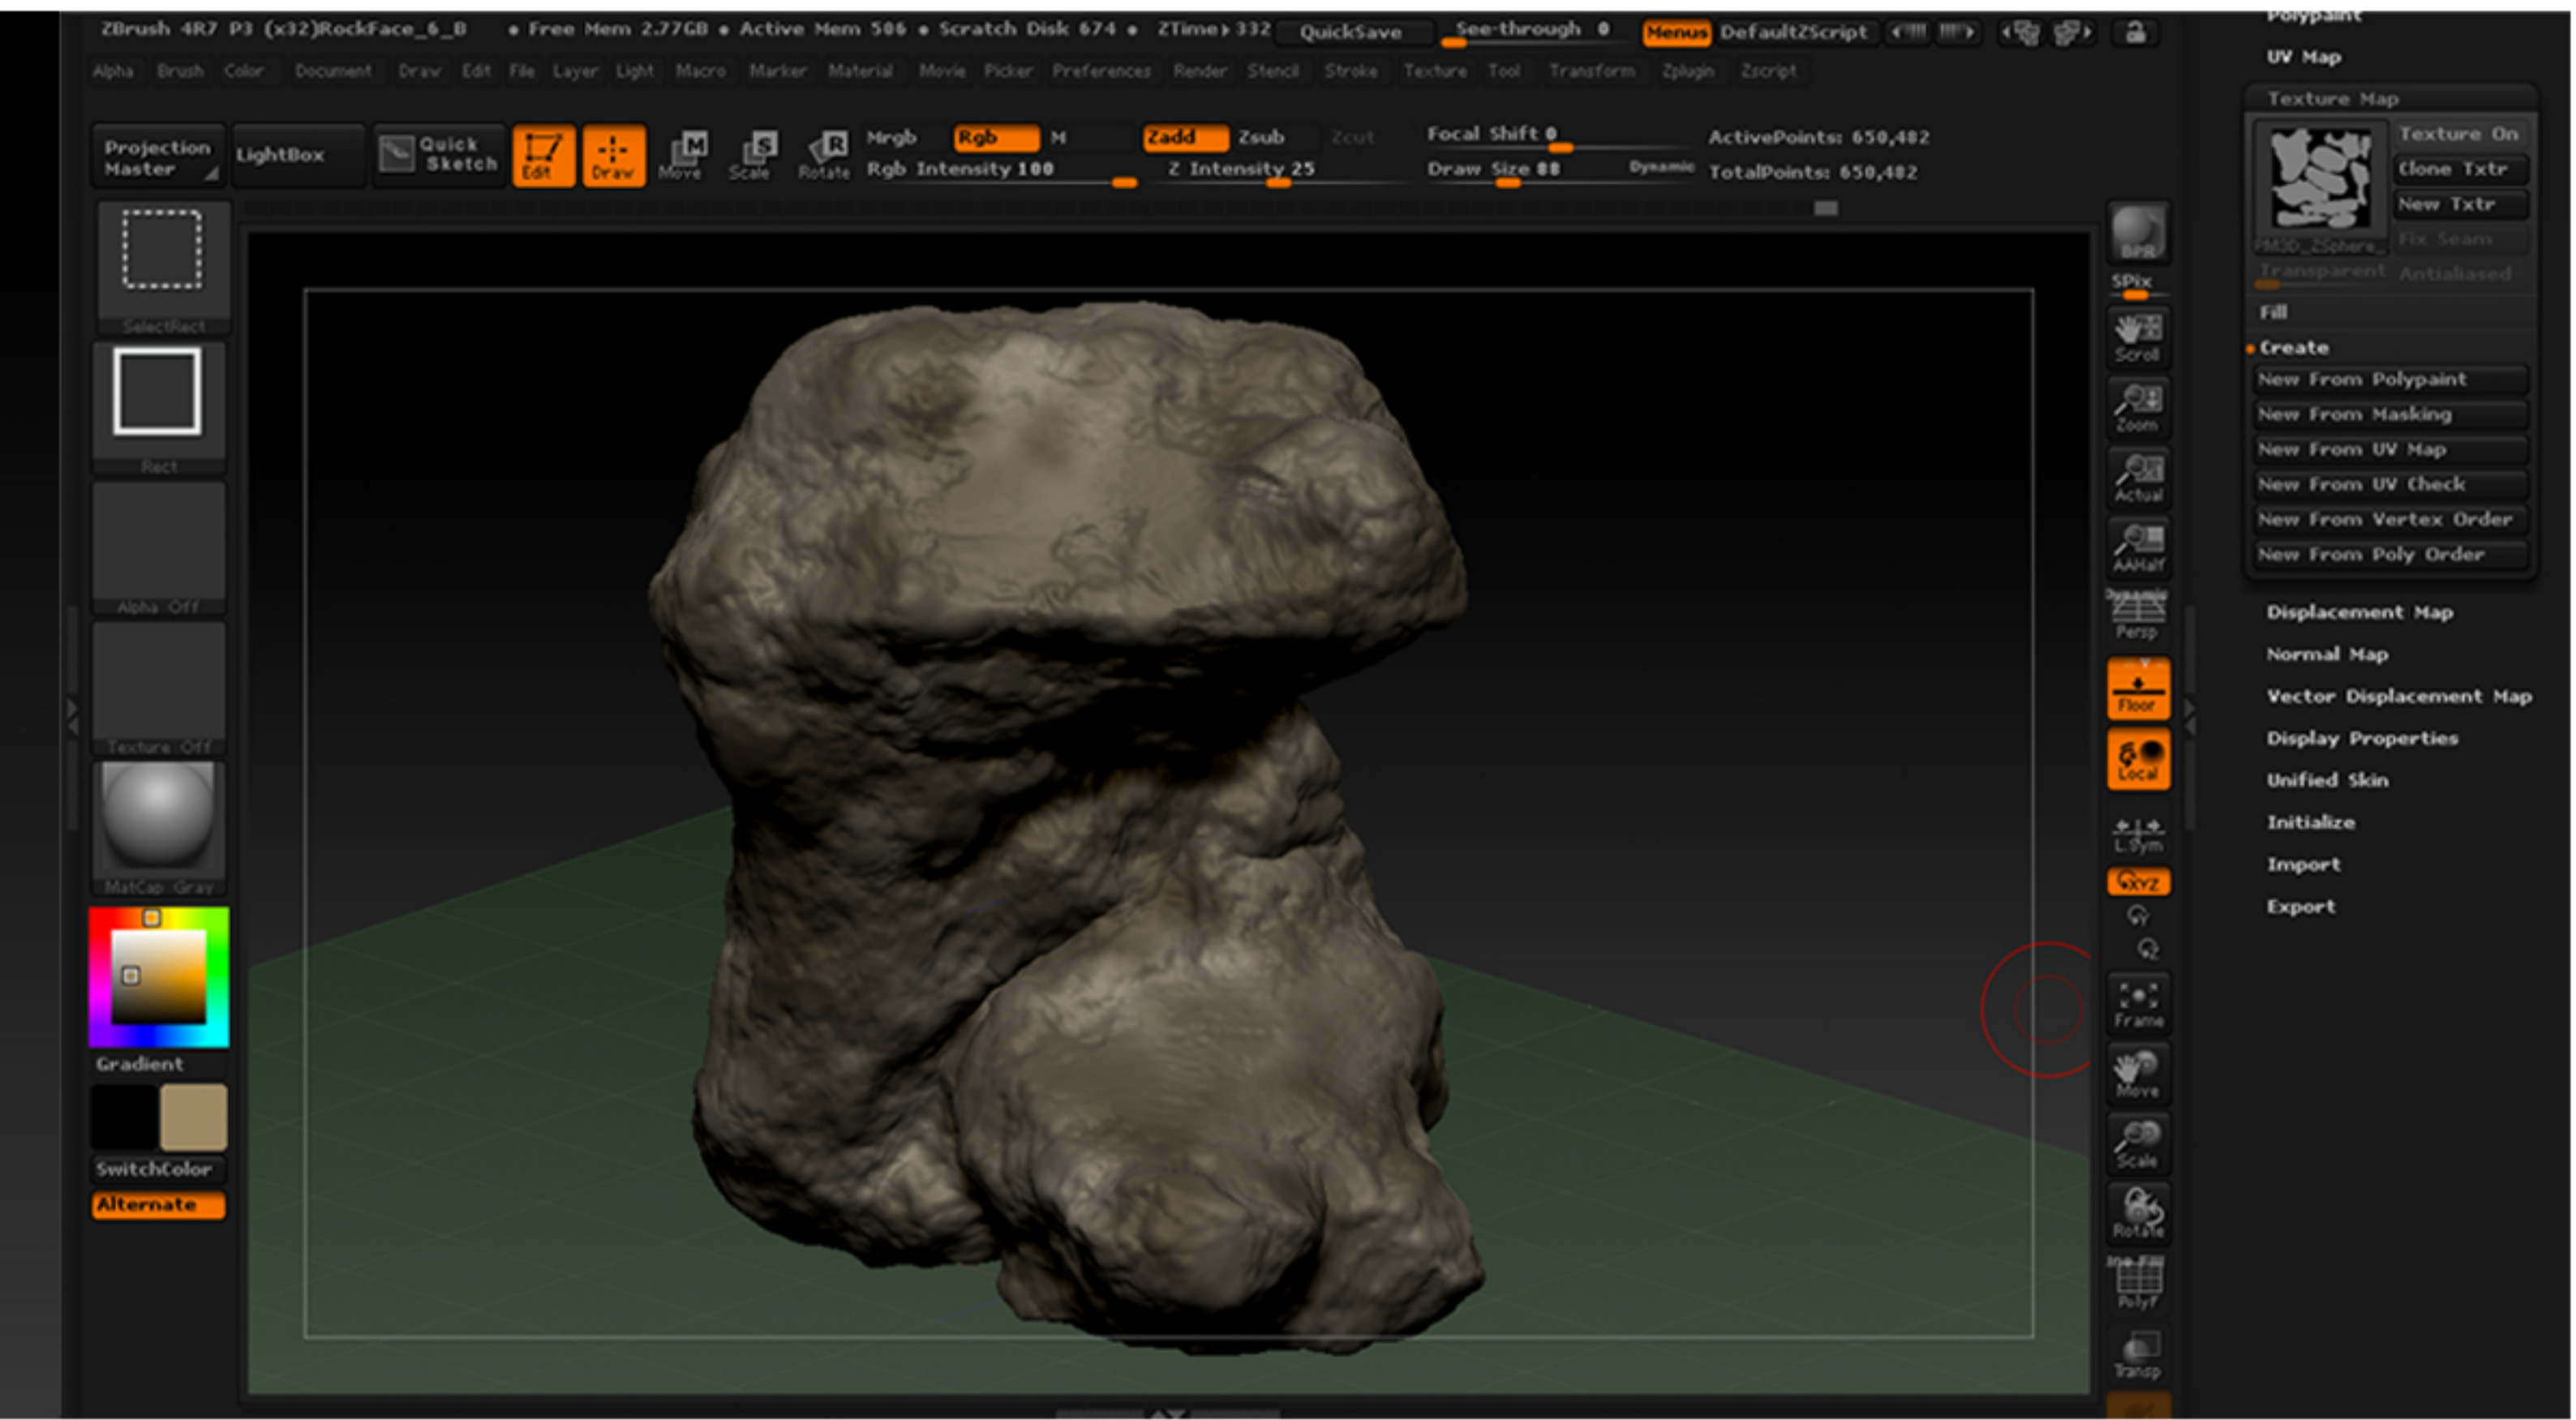 ZBrush 4R7 P3 (x32)RockFace_6_B • Free Mem 2.77GB • Active Mem 506 • Scratch Disk 674 • ZTime▸332 QuickSave See-through 0 Menus DefaultZScript
Alpha Brush Color Document Draw Edit File Layer Light Macro Marker Material Movie Picker Preferences Render Stencil Stroke Texture Tool Transform Zplugin Zscript
Projection Master
LightBox
Quick Sketch
Edit
Draw
Move
Scale
Rotate
Mrgb Rgb M
Rgb Intensity 100
Zadd Zsub Zcut
Z Intensity 25
Focal Shift 0
Draw Size 88 Dynamic
ActivePoints: 650,482
TotalPoints: 650,482
SelectRect
Rect
Alpha Off
Texture Off
MatCap Gray
Gradient
SwitchColor
Alternate
BPR
SPix
Scroll
Zoom
Actual
AAHalf
Dynamic
Persp
Floor
Local
L.Sym
XYZ
Frame
Move
Scale
Rotate
PolyF
Transp
Polypaint
UV Map
Texture Map
Texture On
Clone Txtr
New Txtr
PM3D_ZSphere_ Fix Seam
Transparent Antialiased
Fill
Create
New From Polypaint
New From Masking
New From UV Map
New From UV Check
New From Vertex Order
New From Poly Order
Displacement Map
Normal Map
Vector Displacement Map
Display Properties
Unified Skin
Initialize
Import
Export